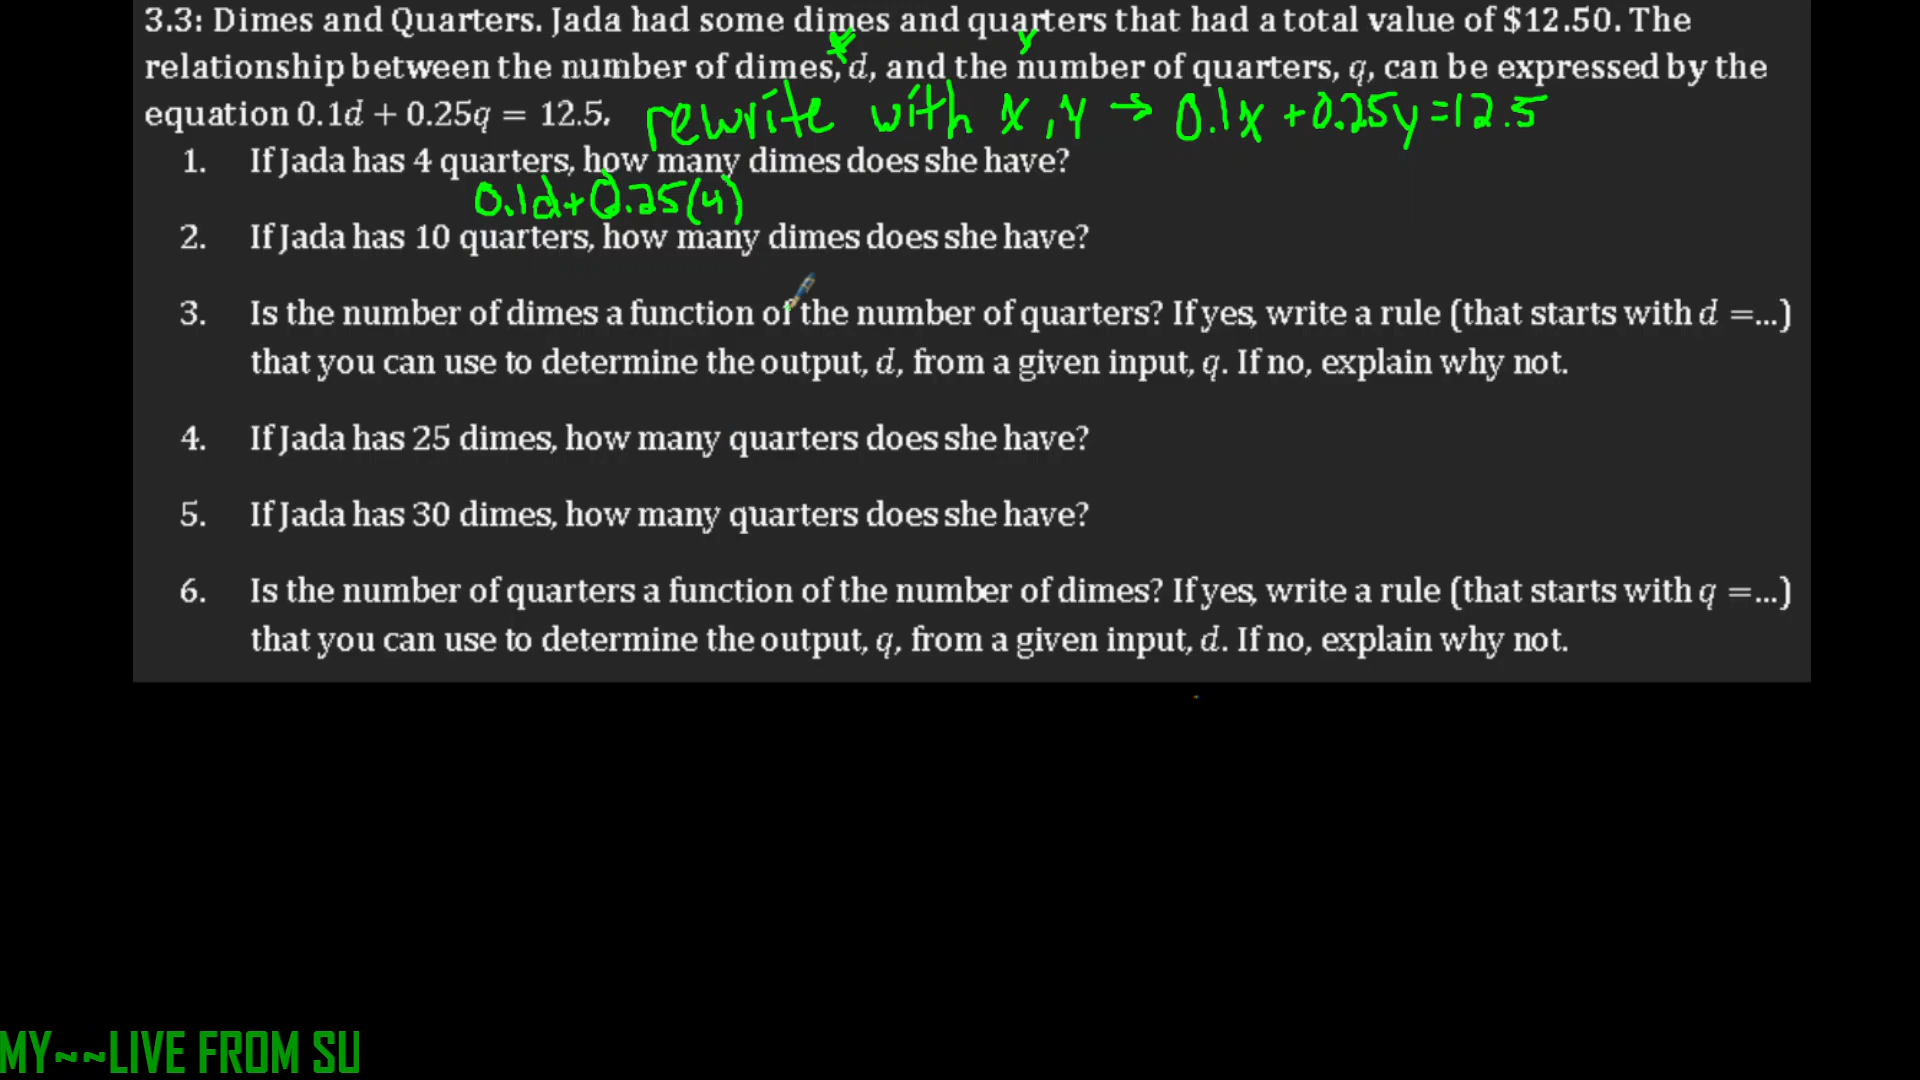 3.3: Dimes and Quarters. Jada had some dimes and quarters that had a total value of $12.50. The
x y
relationship between the number of dimes, d, and the number of quarters, q, can be expressed by the
equation 0.1d + 0.25q = 12.5. rewrite with x, y → 0.1x + 0.25y = 12.5
1. If Jada has 4 quarters, how many dimes does she have?
0.1d + 0.25(4)
2. If Jada has 10 quarters, how many dimes does she have?
3. Is the number of dimes a function of the number of quarters? If yes, write a rule (that starts with d =...)
that you can use to determine the output, d, from a given input, q. If no, explain why not.
4. If Jada has 25 dimes, how many quarters does she have?
5. If Jada has 30 dimes, how many quarters does she have?
6. Is the number of quarters a function of the number of dimes? If yes, write a rule (that starts with q =...)
that you can use to determine the output, q, from a given input, d. If no, explain why not.
MY~~LIVE FROM SU